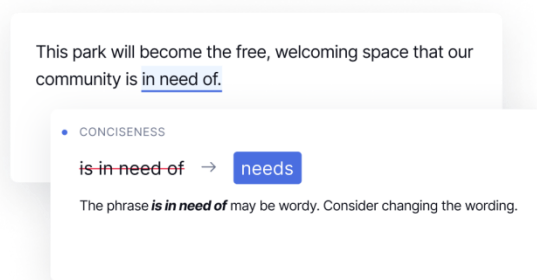 This park will become the free, welcoming space that our
community is in need of.
CONCISENESS
is in need of → needs
The phrase is in need of may be wordy. Consider changing the wording.